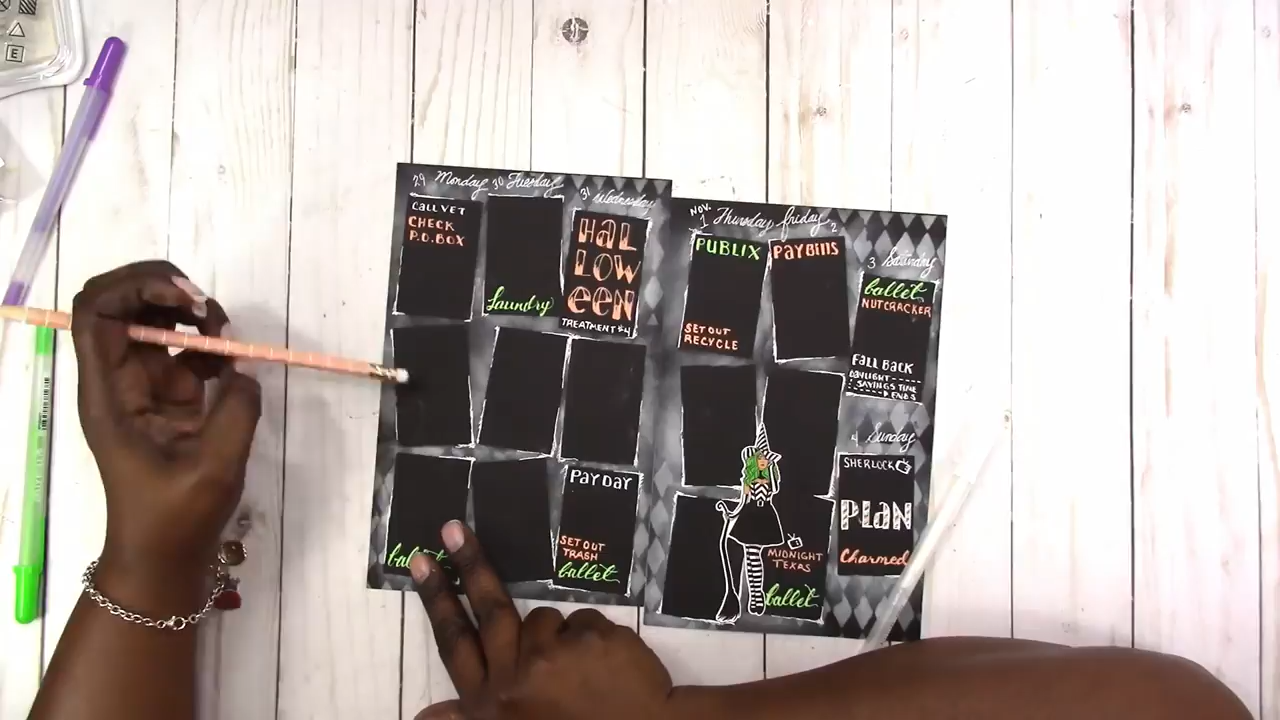 29 Monday
CALL VET
CHECK
P.O. BOX
ballet
30 Tuesday
Laundry
31 Wednesday
HAL
LOW
EEN
TREATMENT #4
PAYDAY
SET OUT
TRASH
ballet
NOV.
1 Thursday
PUBLIX
SET OUT
RECYCLE
friday 2
PAYBIllS
MIDNIGHT
TEXAS
ballet
3 Saturday
ballet
NUTCRACKER
FALL BACK
DAYLIGHT
SAVINGS TIME
ENDS
4 Sunday
SHERLOCK
PLAN
Charmed
E